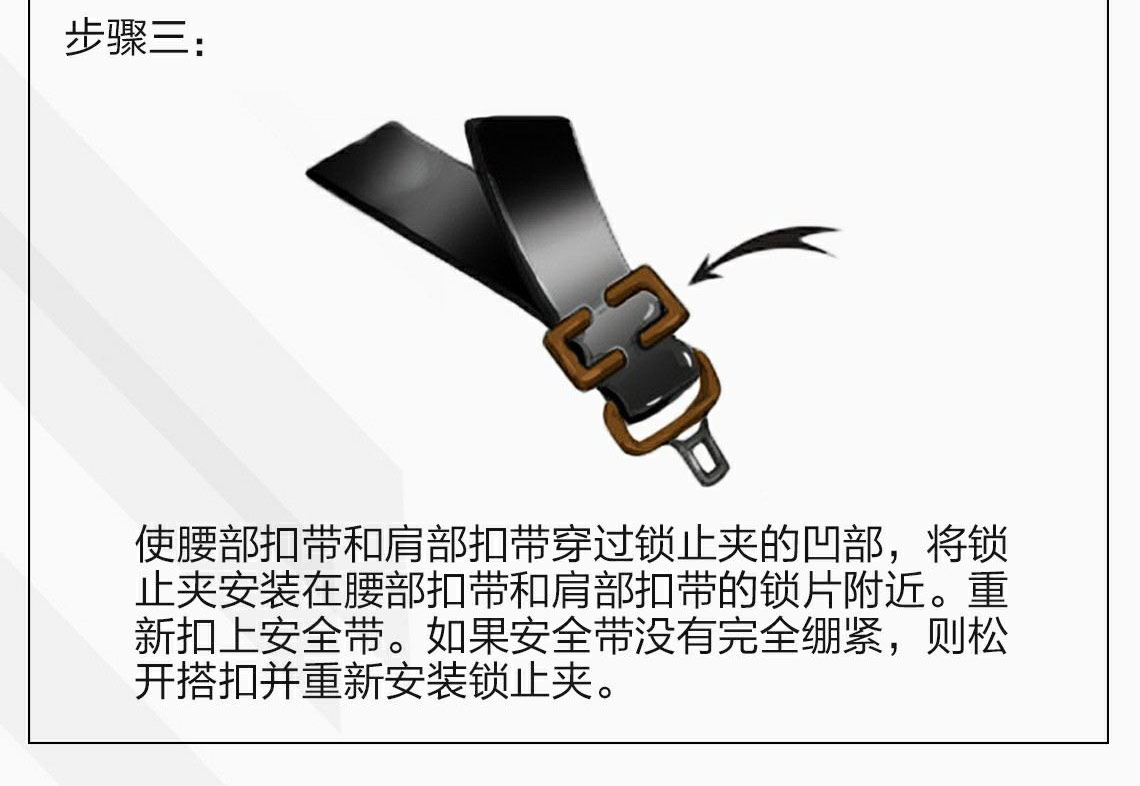 步骤三：
使腰部扣带和肩部扣带穿过锁止夹的凹部，将锁
止夹安装在腰部扣带和肩部扣带的锁片附近。重
新扣上安全带。如果安全带没有完全绷紧，则松
开搭扣并重新安装锁止夹。